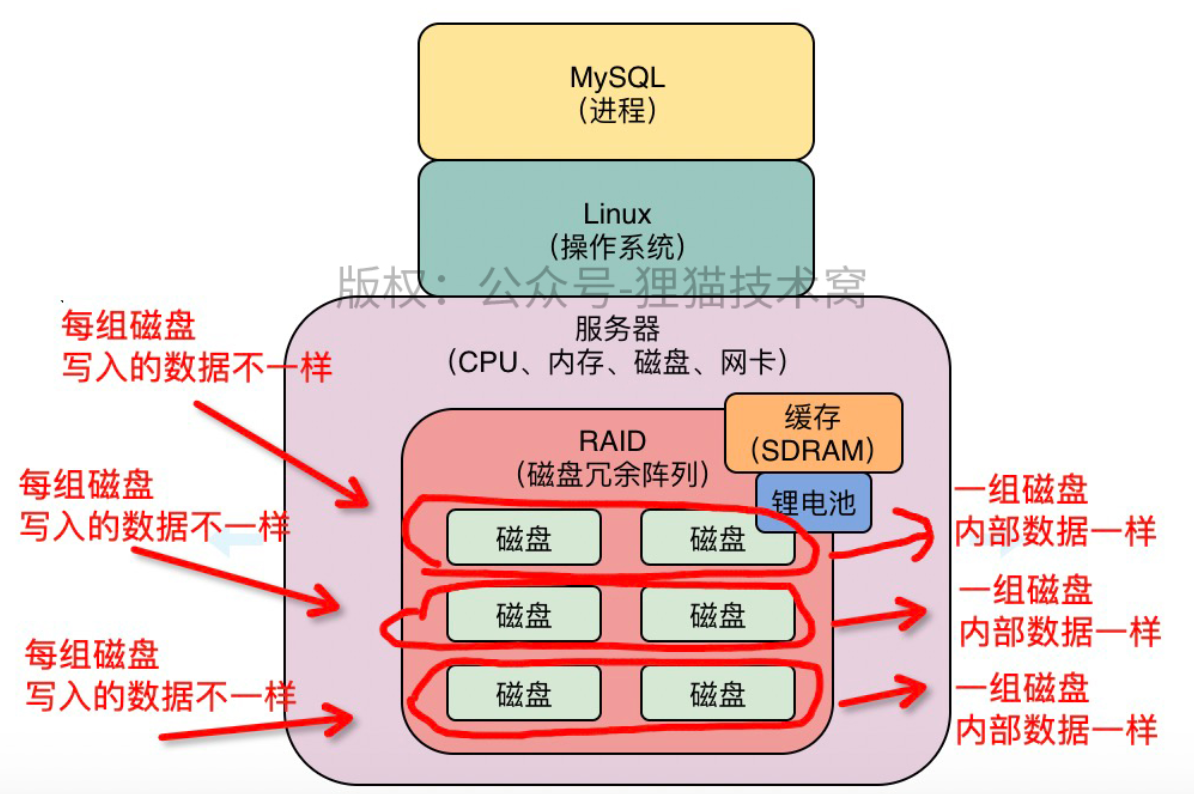 MySQL
（进程）
Linux
（操作系统）
版权：公众号-狸猫技术窝
服务器
（CPU、内存、磁盘、网卡）
每组磁盘
写入的数据不一样
缓存
（SDRAM）
RAID
（磁盘冗余阵列）
锂电池
每组磁盘
写入的数据不一样
一组磁盘
内部数据一样
磁盘
磁盘
一组磁盘
内部数据一样
磁盘
磁盘
每组磁盘
写入的数据不一样
一组磁盘
内部数据一样
磁盘
磁盘